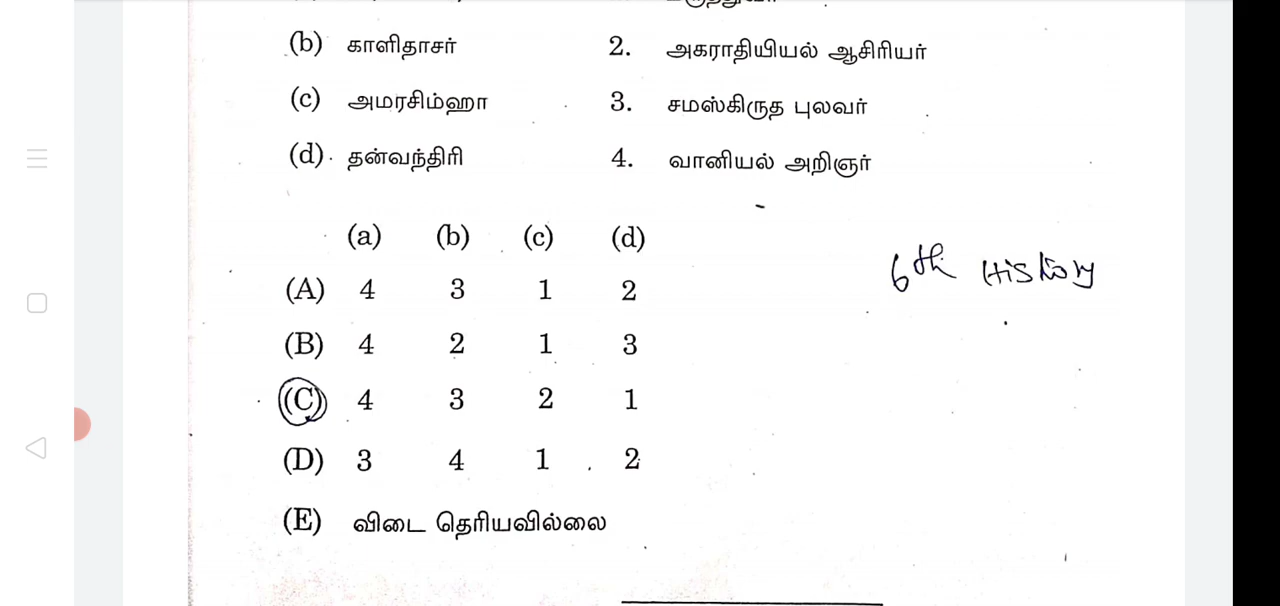 (b) காளிதாசர் 2. அகராதியியல் ஆசிரியர்
(c) அமரசிம்ஹா 3. சமஸ்கிருத புலவர்
(d) தன்வந்திரி 4. வானியல் அறிஞர்
(a) (b) (c) (d)
6th History
(A) 4 3 1 2
(B) 4 2 1 3
(C) 4 3 2 1
(D) 3 4 1 2
(E) விடை தெரியவில்லை